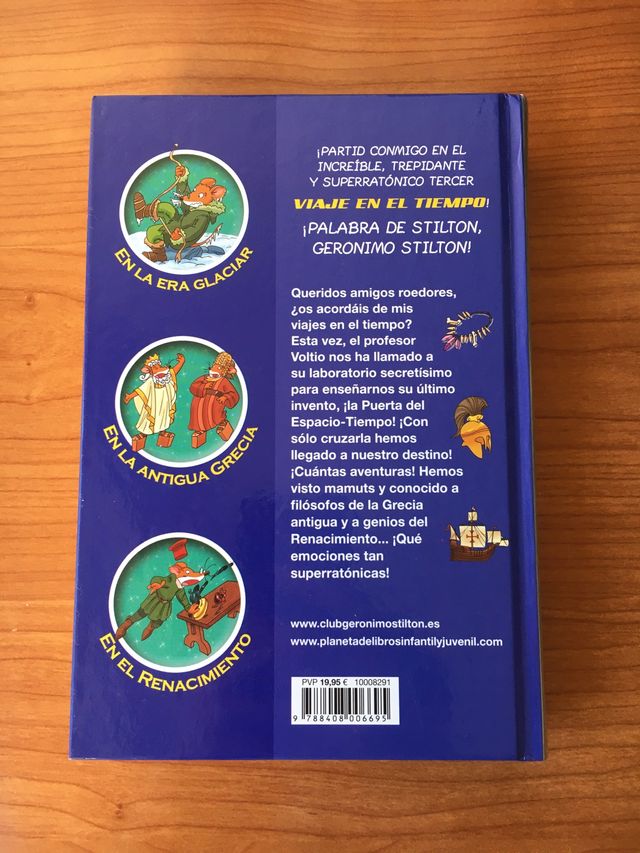 EN LA ERA GLACIAR
EN LA ANTIGUA GRECIA
EN EL RENACIMIENTO
¡PARTID CONMIGO EN EL
INCREÍBLE, TREPIDANTE
Y SUPERRATÓNICO TERCER
VIAJE EN EL TIEMPO!
¡PALABRA DE STILTON,
GERONIMO STILTON!
Queridos amigos roedores,
¿os acordáis de mis
viajes en el tiempo?
Esta vez, el profesor
Voltio nos ha llamado a
su laboratorio secretísimo
para enseñarnos su último
invento, ¡la Puerta del
Espacio-Tiempo! ¡Con
sólo cruzarla hemos
llegado a nuestro destino!
¡Cuántas aventuras! Hemos
visto mamuts y conocido a
filósofos de la Grecia
antigua y a genios del
Renacimiento... ¡Qué
emociones tan
superratónicas!
www.clubgeronimostilton.es
www.planetadelibrosinfantilyjuvenil.com
PVP 19,95 € 10008291
9 788408 006695